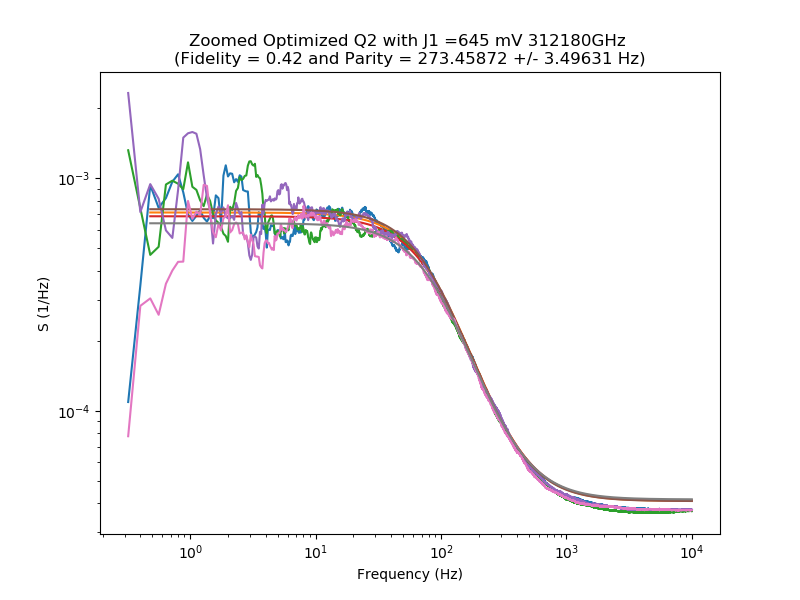 Zoomed Optimized Q2 with J1 =645 mV 312180GHz
(Fidelity = 0.42 and Parity = 273.45872 +/- 3.49631 Hz)
S (1/Hz)
10⁻³
10⁻⁴
10⁰ 10¹ 10² 10³ 10⁴
Frequency (Hz)